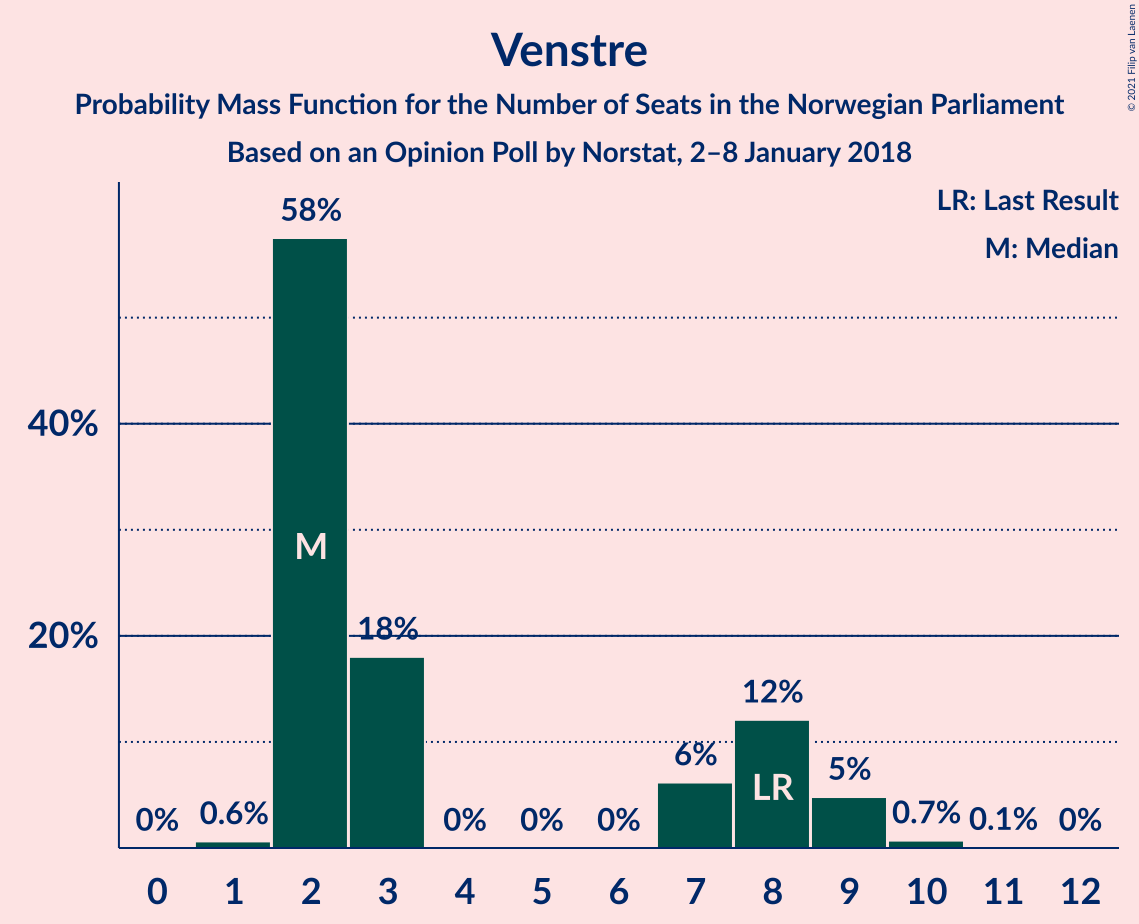 Venstre
Probability Mass Function for the Number of Seats in the Norwegian Parliament
Based on an Opinion Poll by Norstat, 2–8 January 2018
© 2021 Filip van Laenen
LR: Last Result
M: Median
58%
40%
M
20%
18%
12%
6%
LR
5%
0%
0.6%
0%
0%
0%
0.7%
0.1%
0%
0 1 2 3 4 5 6 7 8 9 10 11 12